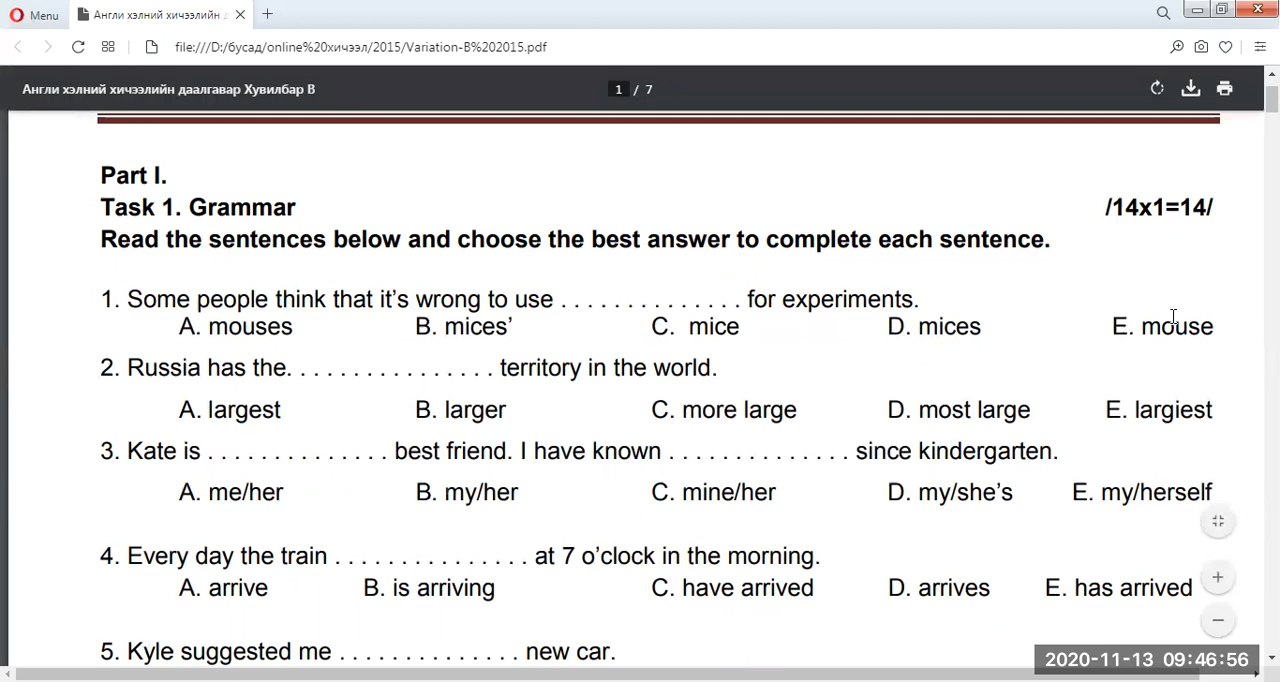 Menu
Англи хэлний хичээлийн
file:///D:/бусад/online%20хичээл/2015/Variation-B%202015.pdf
Англи хэлний хичээлийн даалгавар Хувилбар В
1 / 7
Part I.
Task 1. Grammar /14x1=14/
Read the sentences below and choose the best answer to complete each sentence.
1. Some people think that it's wrong to use . . . . . . . . . . . . . . for experiments.
A. mouses B. mices' C. mice D. mices E. mouse
2. Russia has the. . . . . . . . . . . . . . . . territory in the world.
A. largest B. larger C. more large D. most large E. largiest
3. Kate is . . . . . . . . . . . . . . best friend. I have known . . . . . . . . . . . . . . since kindergarten.
A. me/her B. my/her C. mine/her D. my/she's E. my/herself
4. Every day the train . . . . . . . . . . . . . . . at 7 o'clock in the morning.
A. arrive B. is arriving C. have arrived D. arrives E. has arrived
5. Kyle suggested me . . . . . . . . . . . . . . new car.
2020-11-13 09:46:56